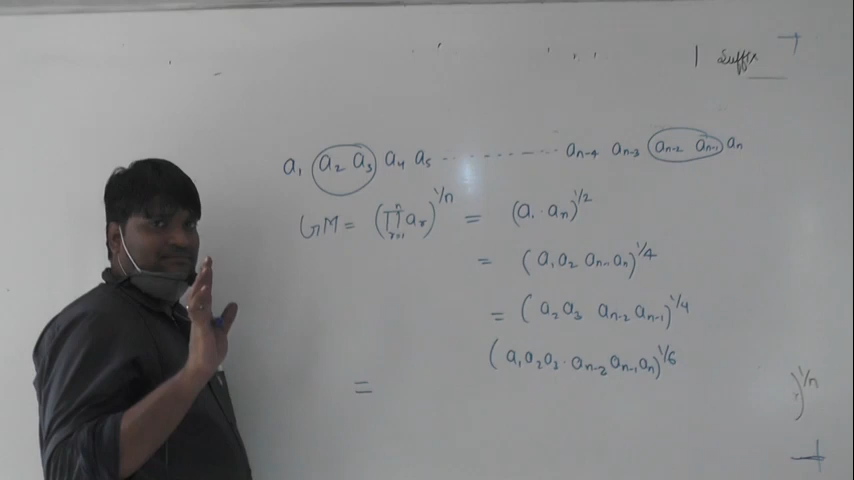 | Suffix
a₁ a₂ a₃ a₄ a₅ ---------- aₙ₋₄ aₙ₋₃ aₙ₋₂ aₙ₋₁ aₙ
GM = (∏ⁿᵣ₌₁ aᵣ)^1/n = (a₁ · aₙ)^1/2
= (a₁ a₂ aₙ₋₁ aₙ)^1/4
= (a₂ a₃ aₙ₋₂ aₙ₋₁)^1/4
(a₁ a₂ a₃ · aₙ₋₂ aₙ₋₁ aₙ)^1/6
= )^1/n